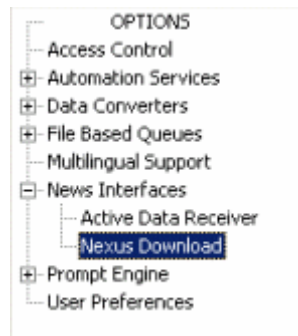 OPTIONS
Access Control
Automation Services
Data Converters
File Based Queues
Multilingual Support
News Interfaces
Active Data Receiver
Nexus Download
Prompt Engine
User Preferences